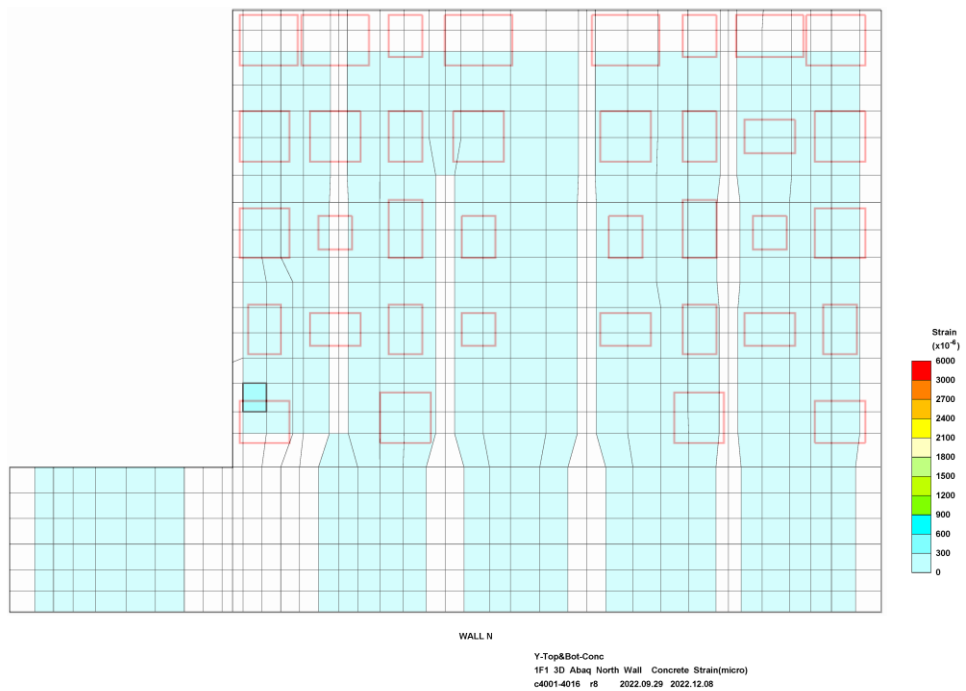 Strain
(x10⁻⁶)
6000
3000
2700
2400
2100
1800
1500
1200
900
600
300
0
WALL N
Y-Top&Bot-Conc
1F1 3D Abaq North Wall Concrete Strain(micro)
c4001-4016 r8 2022.09.29 2022.12.08